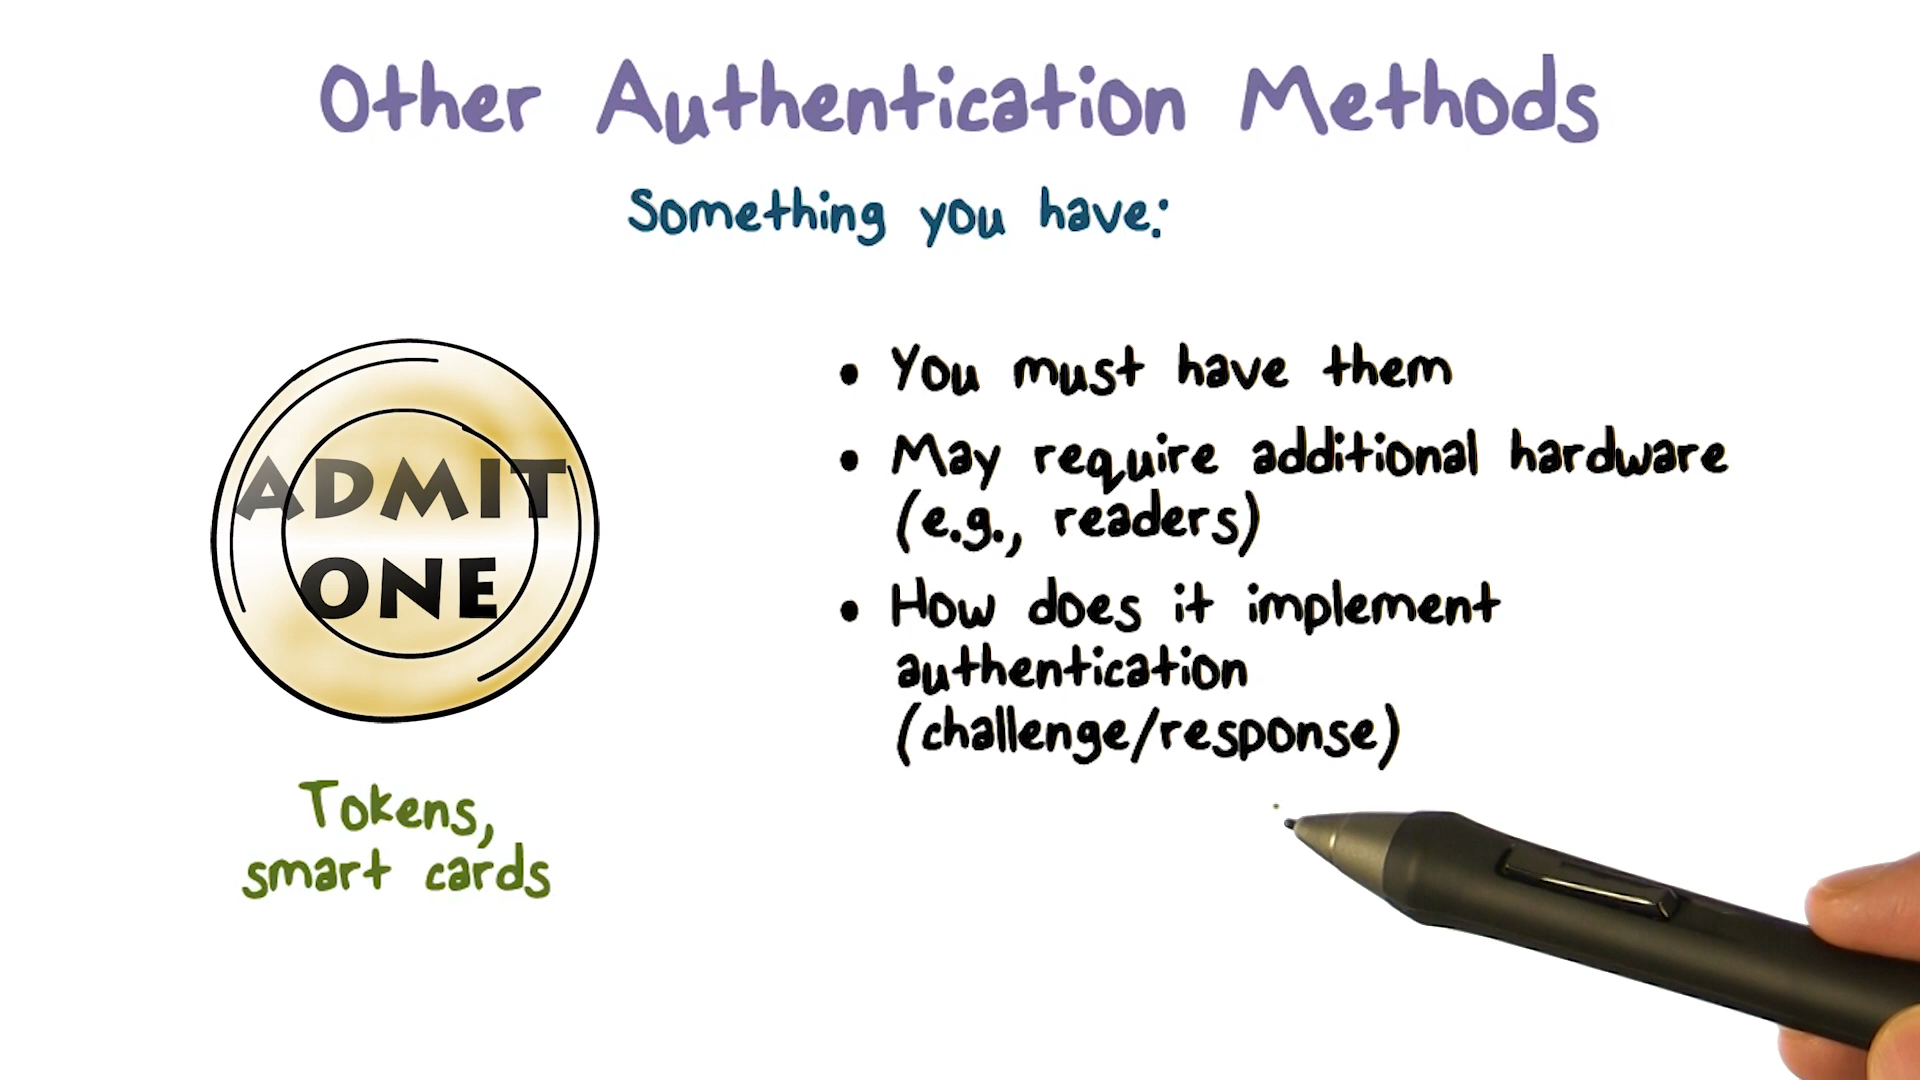 Other Authentication Methods
Something you have:
ADMIT
ONE
Tokens,
smart cards
• You must have them
• May require additional hardware
(e.g., readers)
• How does it implement
authentication
(challenge/response)